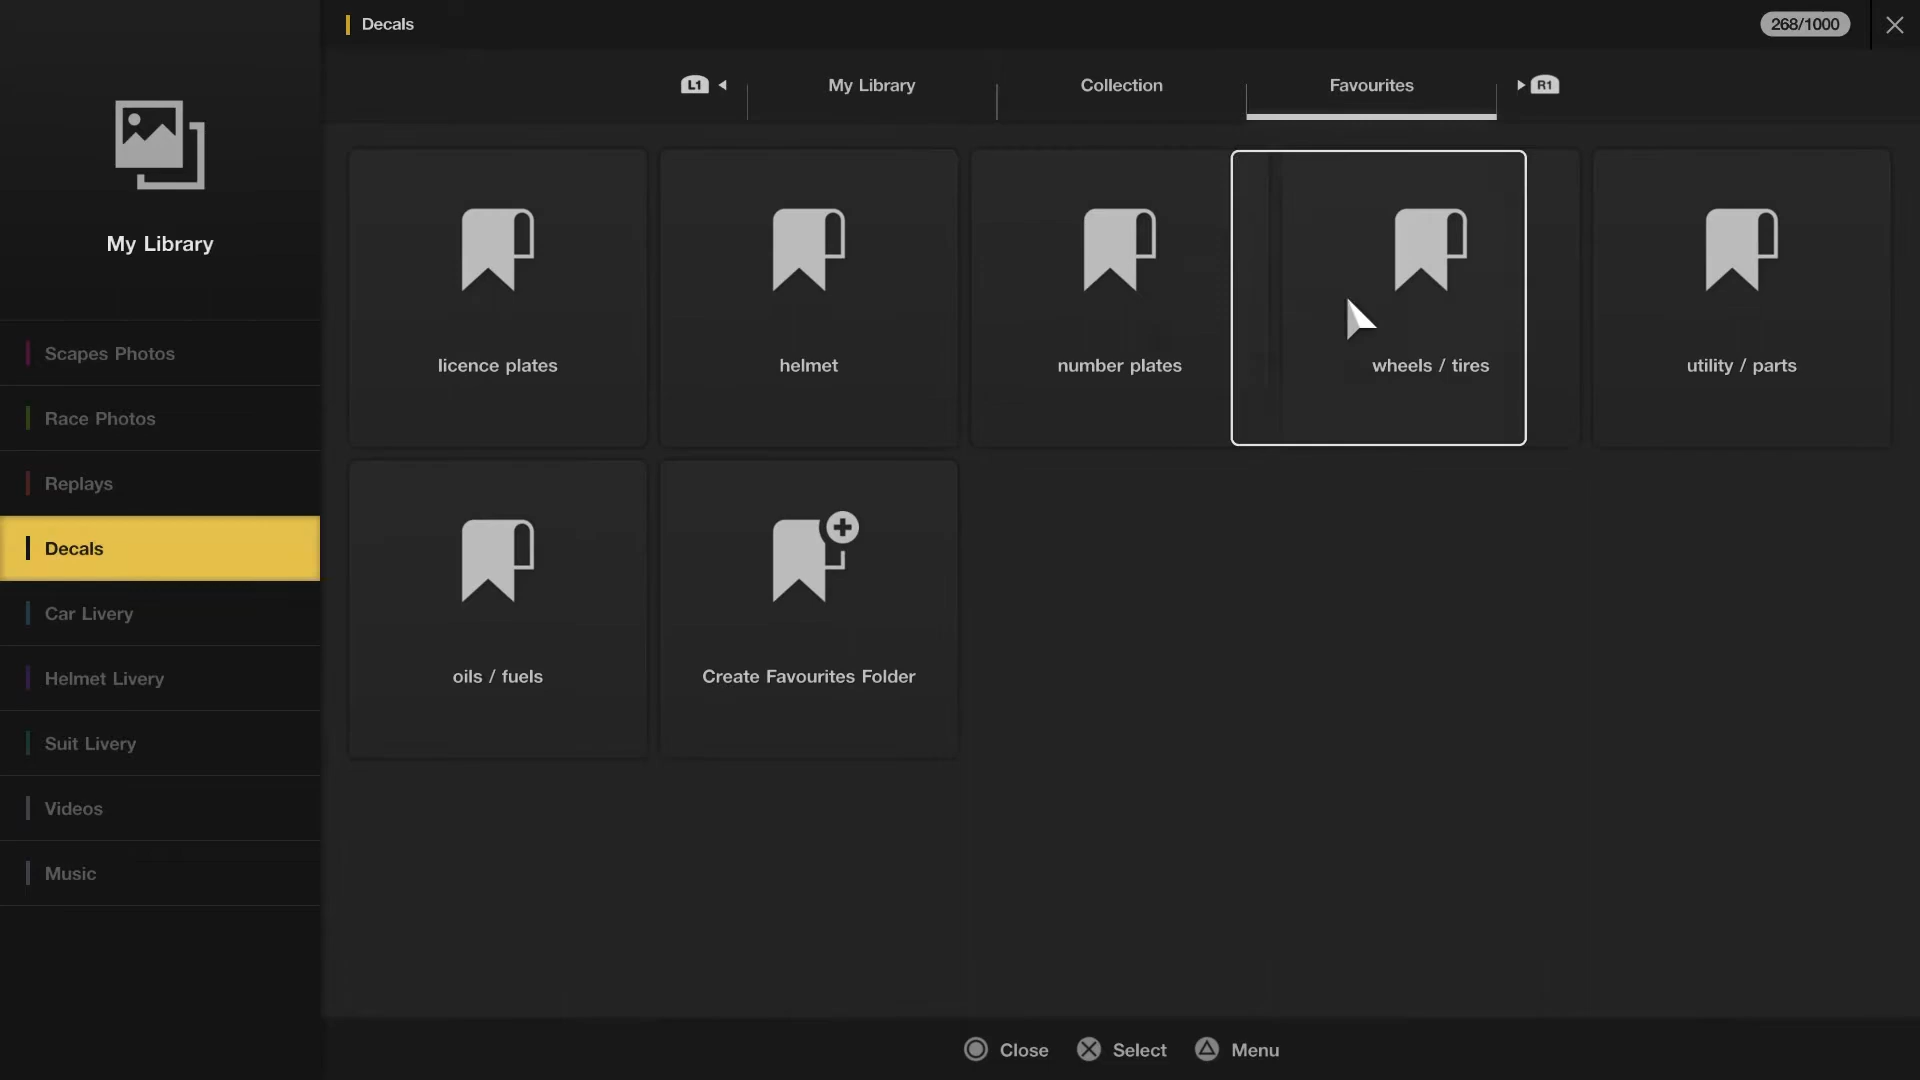 Decals
268/1000
L1
My Library
Collection
Favourites
R1
My Library
Scapes Photos
Race Photos
Replays
Decals
Car Livery
Helmet Livery
Suit Livery
Videos
Music
licence plates
helmet
number plates
wheels / tires
utility / parts
oils / fuels
Create Favourites Folder
Close
Select
Menu